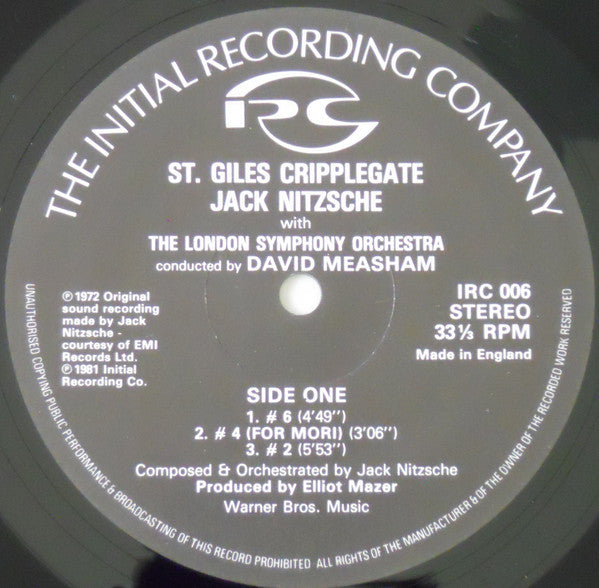 THE INITIAL RECORDING COMPANY
IRC
ST. GILES CRIPPLEGATE
JACK NITZSCHE
with
THE LONDON SYMPHONY ORCHESTRA
conducted by DAVID MEASHAM
℗ 1972 Original
sound recording
made by Jack
Nitzsche -
courtesy of EMI
Records Ltd.
℗ 1981 Initial
Recording Co.
IRC 006
STEREO
33⅓ RPM
Made in England
SIDE ONE
1. # 6 (4'49'')
2. # 4 (FOR MORI) (3'06'')
3. # 2 (5'53'')
Composed & Orchestrated by Jack Nitzsche
Produced by Elliot Mazer
Warner Bros. Music
UNAUTHORISED COPYING PUBLIC PERFORMANCE & BROADCASTING OF THIS RECORD PROHIBITED ALL RIGHTS OF THE MANUFACTURER & OF THE OWNER OF THE RECORDED WORK RESERVED